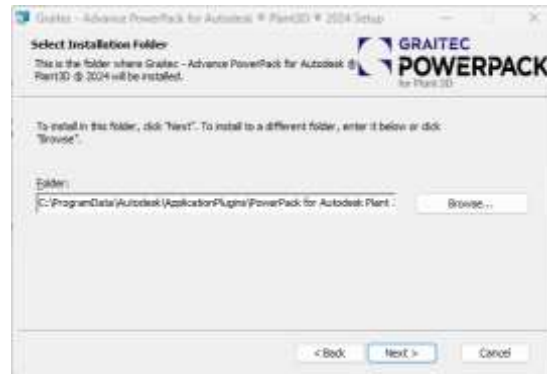 Graitec - Advance PowerPack for Autodesk ® Plant3D ® 2024 Setup
Select Installation Folder
This is the folder where Graitec - Advance PowerPack for Autodesk ®
Plant3D ® 2024 will be installed.
GRAITEC
POWERPACK
for Plant 3D
To install in this folder, click "Next". To install to a different folder, enter it below or click
"Browse".
Folder:
C:\ProgramData\Autodesk\ApplicationPlugins\PowerPack for Autodesk Plant
Browse...
< Back
Next >
Cancel